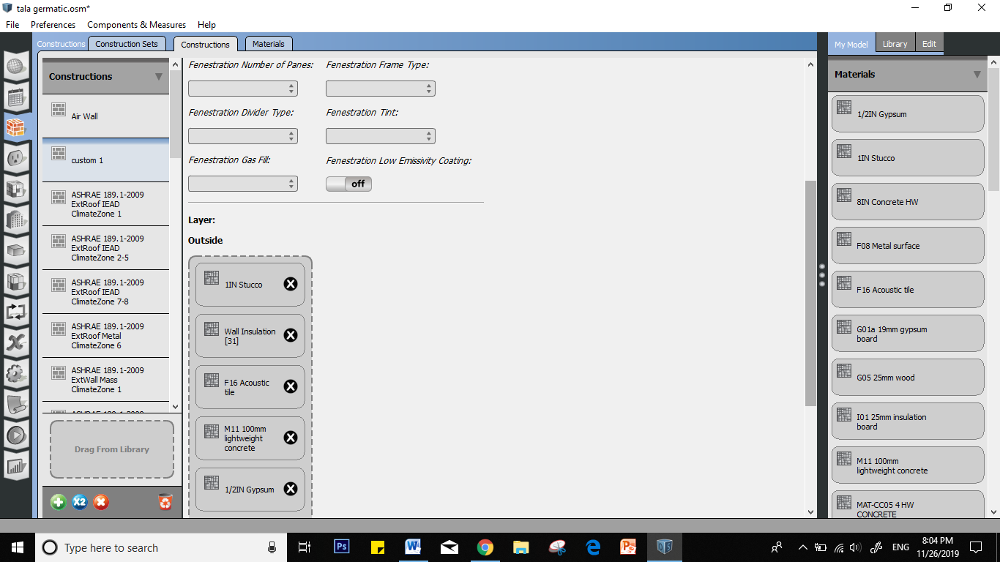 tala germatic.osm*
File Preferences Components & Measures Help
Constructions Construction Sets Constructions Materials
My Model Library Edit
Constructions
Air Wall
custom 1
ASHRAE 189.1-2009
ExtRoof IEAD
ClimateZone 1
ASHRAE 189.1-2009
ExtRoof IEAD
ClimateZone 2-5
ASHRAE 189.1-2009
ExtRoof IEAD
ClimateZone 7-8
ASHRAE 189.1-2009
ExtRoof Metal
ClimateZone 6
ASHRAE 189.1-2009
ExtWall Mass
ClimateZone 1
Drag From Library
X2
Fenestration Number of Panes: Fenestration Frame Type:
Fenestration Divider Type: Fenestration Tint:
Fenestration Gas Fill: Fenestration Low Emissivity Coating:
off
Layer:
Outside
1IN Stucco
Wall Insulation
[31]
F16 Acoustic
tile
M11 100mm
lightweight
concrete
1/2IN Gypsum
Materials
1/2IN Gypsum
1IN Stucco
8IN Concrete HW
F08 Metal surface
F16 Acoustic tile
G01a 19mm gypsum
board
G05 25mm wood
I01 25mm insulation
board
M11 100mm
lightweight concrete
MAT-CC05 4 HW
CONCRETE
Type here to search
Ps
ENG
8:04 PM
11/26/2019